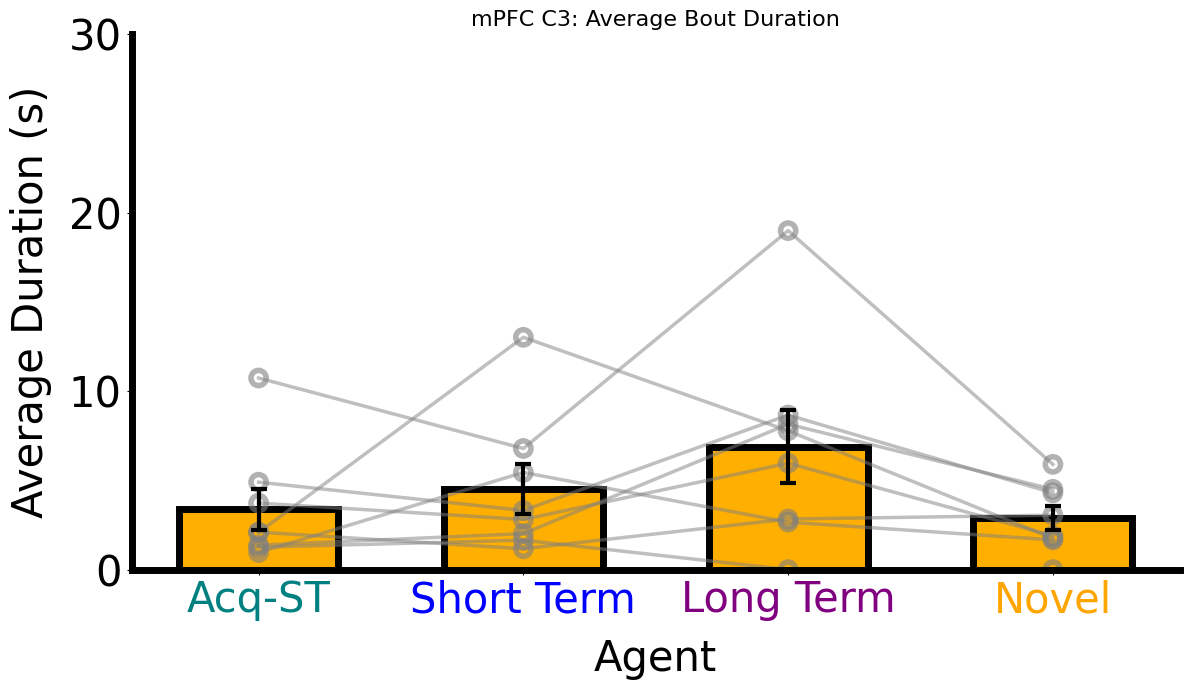 mPFC C3: Average Bout Duration
Average Duration (s)
30
20
10
0
Acq-ST
Short Term
Long Term
Novel
Agent